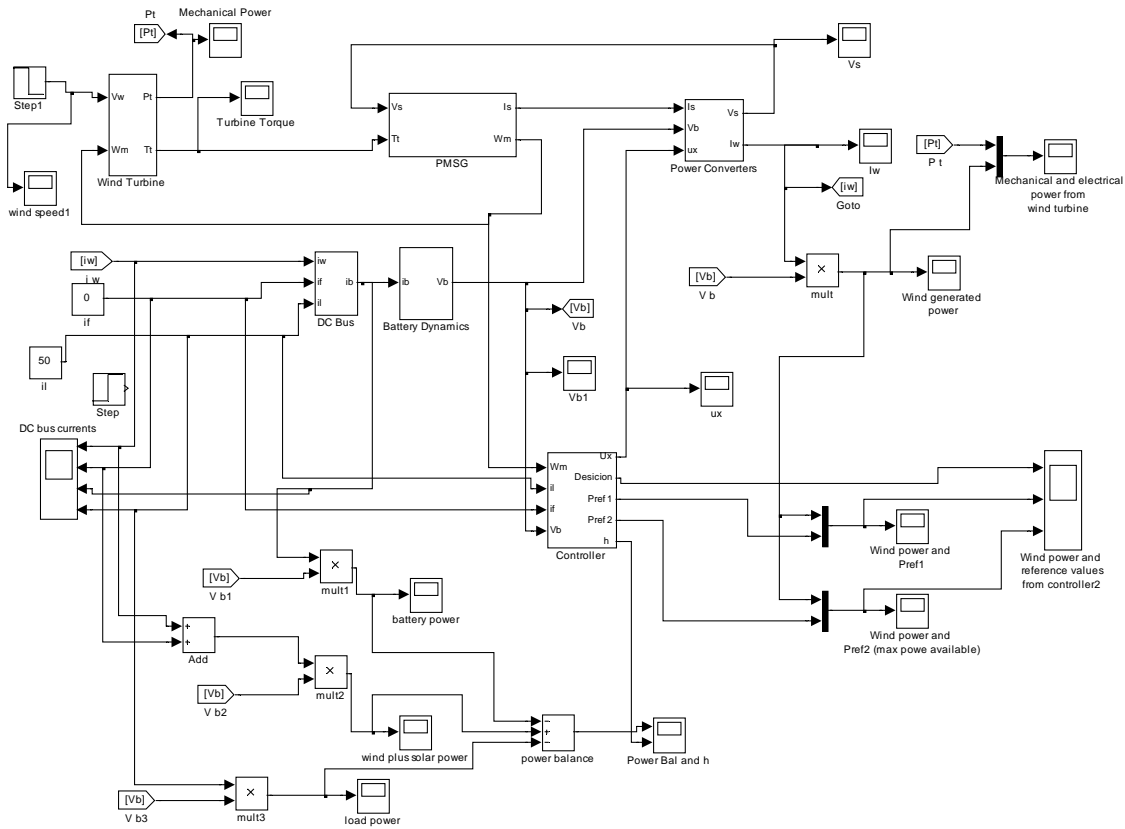 Pt
[Pt]
Mechanical Power
Step1
Vw
Pt
Wm
Tt
Wind Turbine
Turbine Torque
wind speed1
Vs
Is
Tt
Wm
PMSG
Is
Vs
Vb
Iw
ux
Power Converters
Vs
Iw
[iw]
Goto
[Pt]
P t
Mechanical and electrical
power from
wind turbine
[Vb]
V b
×
mult
Wind generated
power
[iw]
i w
0
if
50
il
Step
iw
if
ib
il
DC Bus
ib
Vb
Battery Dynamics
[Vb]
Vb
Vb1
ux
DC bus currents
Ux
Wm
Desicion
il
Pref 1
if
Pref 2
Vb
h
Controller
Wind power and
Pref1
Wind power and
reference values
from controller2
Wind power and
Pref2 (max powe available)
[Vb]
V b1
×
mult1
battery power
+
+
Add
[Vb]
V b2
×
mult2
wind plus solar power
−
+
−
power balance
Power Bal and h
[Vb]
V b3
×
mult3
load power